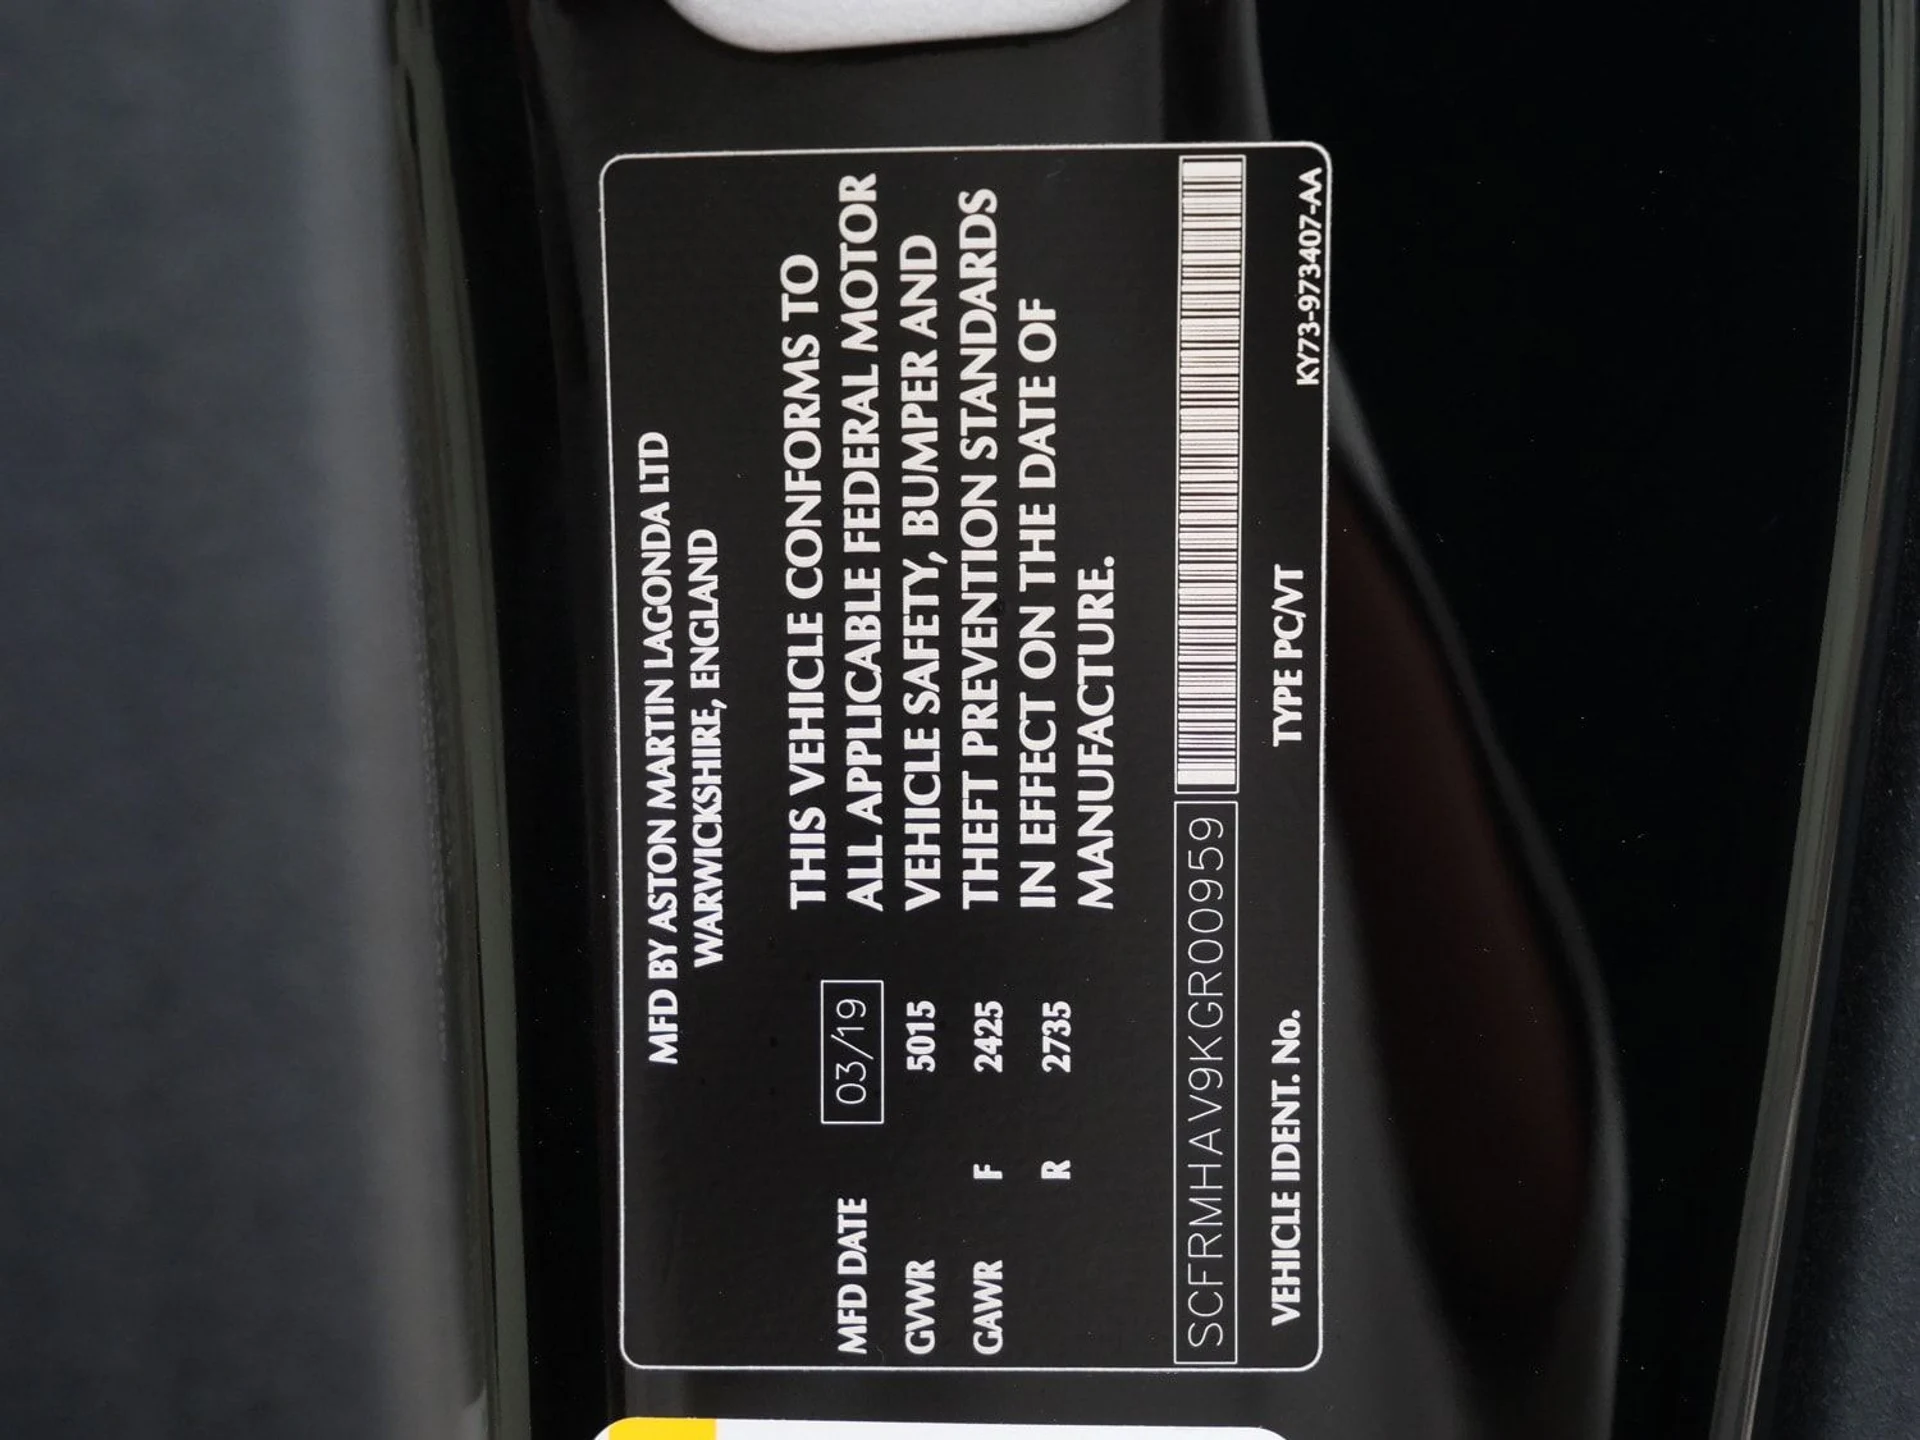 MFD BY ASTON MARTIN LAGONDA LTD
WARWICKSHIRE, ENGLAND
MFD DATE 03/19
GVWR 5015
GAWR F 2425
R 2735
THIS VEHICLE CONFORMS TO
ALL APPLICABLE FEDERAL MOTOR
VEHICLE SAFETY, BUMPER AND
THEFT PREVENTION STANDARDS
IN EFFECT ON THE DATE OF
MANUFACTURE.
SCFRMHAV9KGR00959
VEHICLE IDENT. No. TYPE PC/VT
KY73-973407-AA